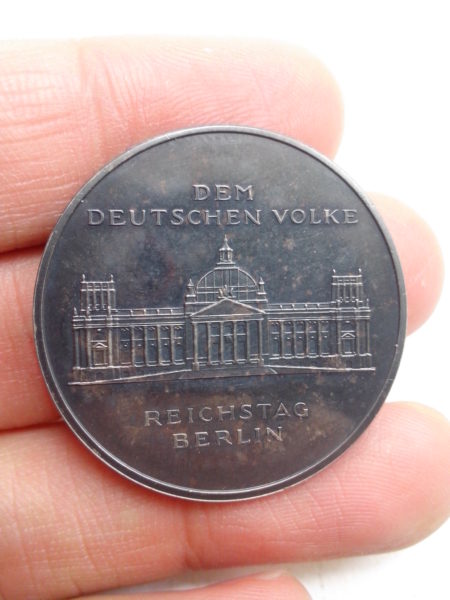 DEM
DEUTSCHEN VOLKE
REICHSTAG
BERLIN